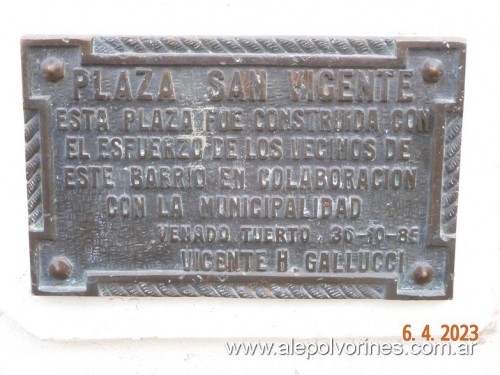 PLAZA SAN VICENTE
ESTA PLAZA FUE CONSTRUIDA CON
EL ESFUERZO DE LOS VECINOS DE
ESTE BARRIO EN COLABORACION
CON LA MUNICIPALIDAD
VENADO TUERTO, 30-10-85
VICENTE H. GALLUCCI
6.4.2023
www.alepolvorines.com.ar